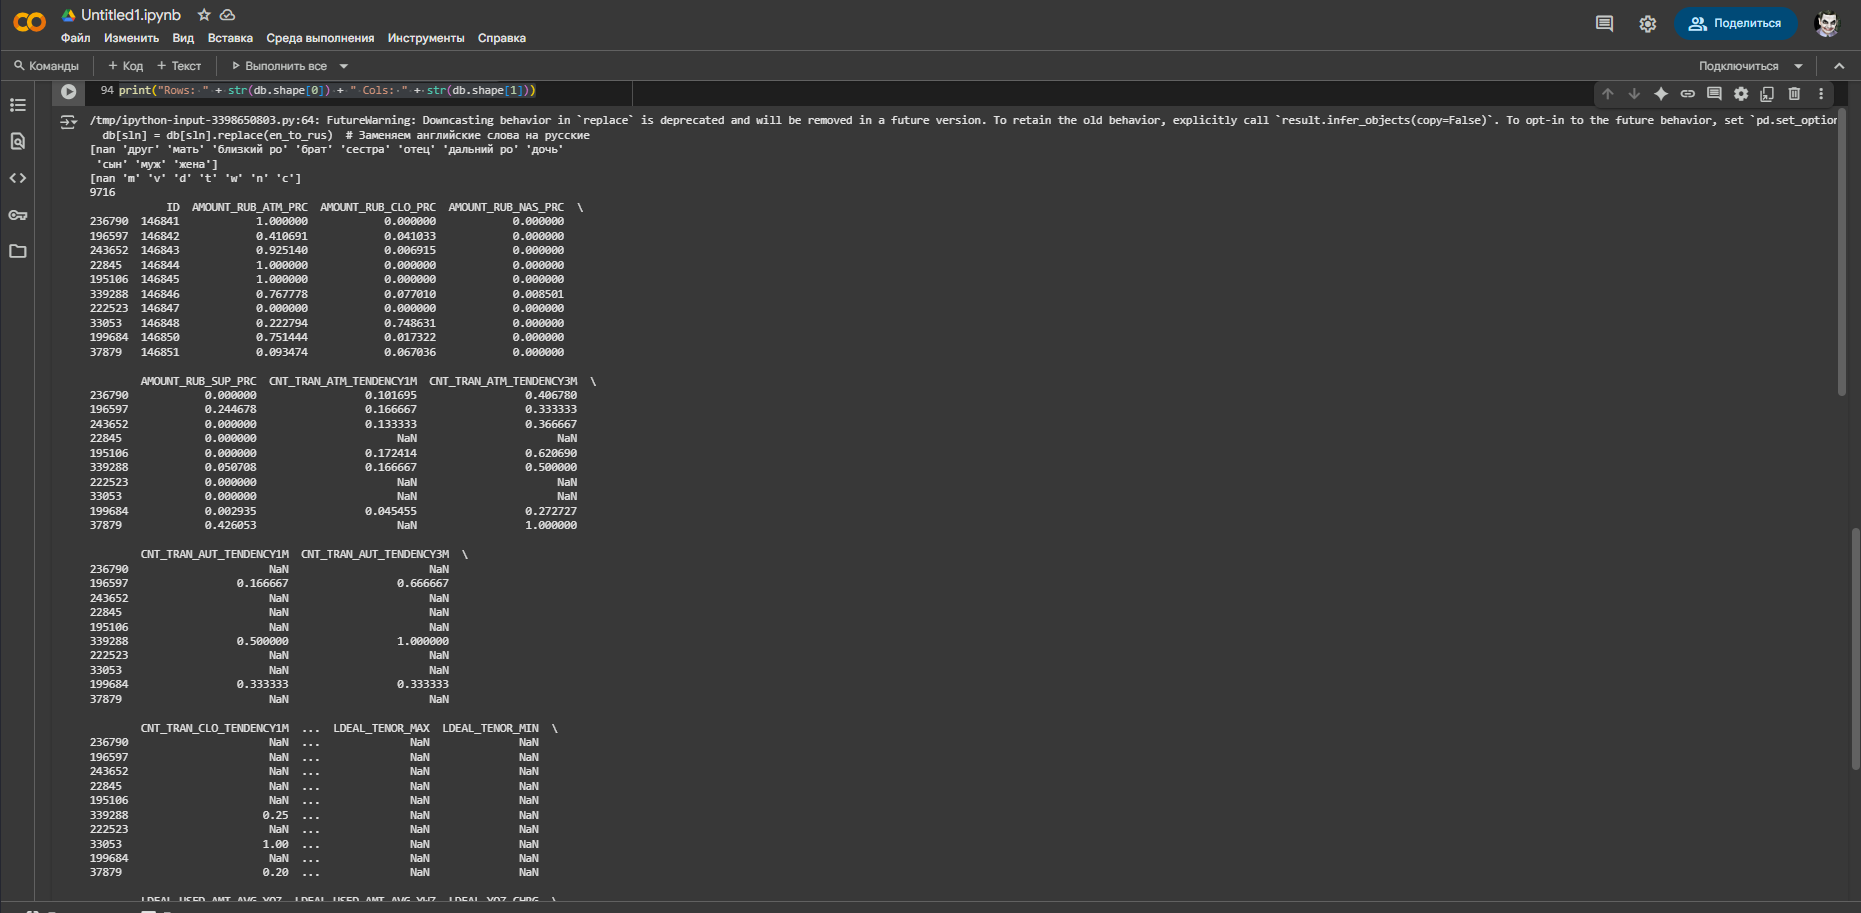 CO Untitled1.ipynb
Файл Изменить Вид Вставка Среда выполнения Инструменты Справка
Поделиться
Команды + Код + Текст Выполнить все
Подключиться
94 print("Rows: " + str(db.shape[0]) + " Cols: " + str(db.shape[1]))
/tmp/ipython-input-3398650803.py:64: FutureWarning: Downcasting behavior in `replace` is deprecated and will be removed in a future version. To retain the old behavior, explicitly call `result.infer_objects(copy=False)`. To opt-in to the future behavior, set `pd.set_option
db[sln] = db[sln].replace(en_to_rus) # Заменяем английские слова на русские
[nan 'друг' 'мать' 'близкий ро' 'брат' 'сестра' 'отец' 'дальний ро' 'дочь'
'сын' 'муж' 'жена']
[nan 'm' 'v' 'd' 't' 'w' 'n' 'c']
9716
ID AMOUNT_RUB_ATM_PRC AMOUNT_RUB_CLO_PRC AMOUNT_RUB_NAS_PRC \
236790 146841 1.000000 0.000000 0.000000
196597 146842 0.410691 0.041033 0.000000
243652 146843 0.925140 0.006915 0.000000
22845 146844 1.000000 0.000000 0.000000
195106 146845 1.000000 0.000000 0.000000
339288 146846 0.767778 0.077010 0.008501
222523 146847 0.000000 0.000000 0.000000
33053 146848 0.222794 0.748631 0.000000
199684 146850 0.751444 0.017322 0.000000
37879 146851 0.093474 0.067036 0.000000
AMOUNT_RUB_SUP_PRC CNT_TRAN_ATM_TENDENCY1M CNT_TRAN_ATM_TENDENCY3M \
236790 0.000000 0.101695 0.406780
196597 0.244678 0.166667 0.333333
243652 0.000000 0.133333 0.366667
22845 0.000000 NaN NaN
195106 0.000000 0.172414 0.620690
339288 0.050708 0.166667 0.500000
222523 0.000000 NaN NaN
33053 0.000000 NaN NaN
199684 0.002935 0.045455 0.272727
37879 0.426053 NaN 1.000000
CNT_TRAN_AUT_TENDENCY1M CNT_TRAN_AUT_TENDENCY3M \
236790 NaN NaN
196597 0.166667 0.666667
243652 NaN NaN
22845 NaN NaN
195106 NaN NaN
339288 0.500000 1.000000
222523 NaN NaN
33053 NaN NaN
199684 0.333333 0.333333
37879 NaN NaN
CNT_TRAN_CLO_TENDENCY1M ... LDEAL_TENOR_MAX LDEAL_TENOR_MIN \
236790 NaN ... NaN NaN
196597 NaN ... NaN NaN
243652 NaN ... NaN NaN
22845 NaN ... NaN NaN
195106 NaN ... NaN NaN
339288 0.25 ... NaN NaN
222523 NaN ... NaN NaN
33053 1.00 ... NaN NaN
199684 NaN ... NaN NaN
37879 0.20 ... NaN NaN
LDEAL_USED_AMT_AVG_YQZ LDEAL_USED_AMT_AVG_YWZ LDEAL_YQZ_CHRG \